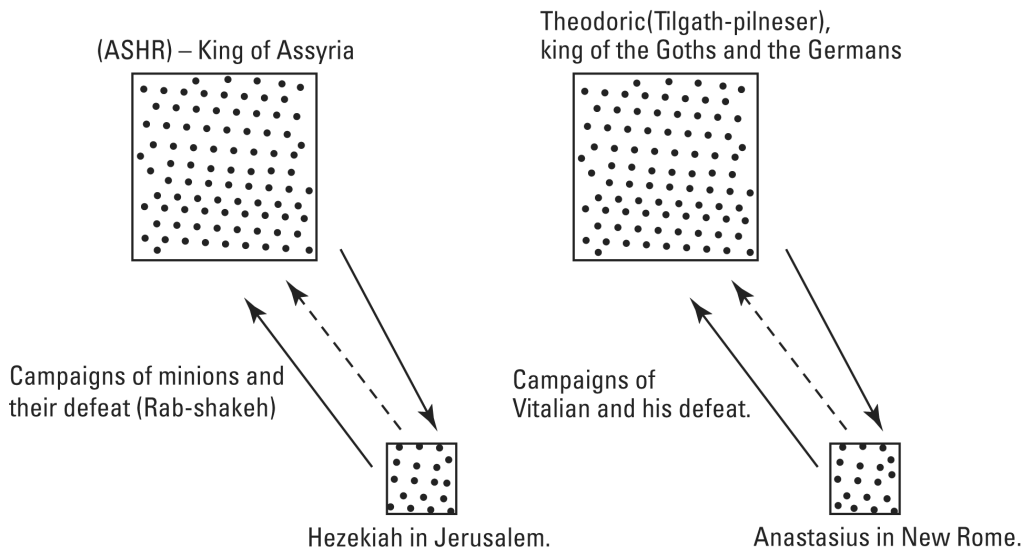 (ASHR) – King of Assyria
Theodoric(Tilgath-pilneser),
king of the Goths and the Germans
Campaigns of minions and
their defeat (Rab-shakeh)
Campaigns of
Vitalian and his defeat.
Hezekiah in Jerusalem.
Anastasius in New Rome.